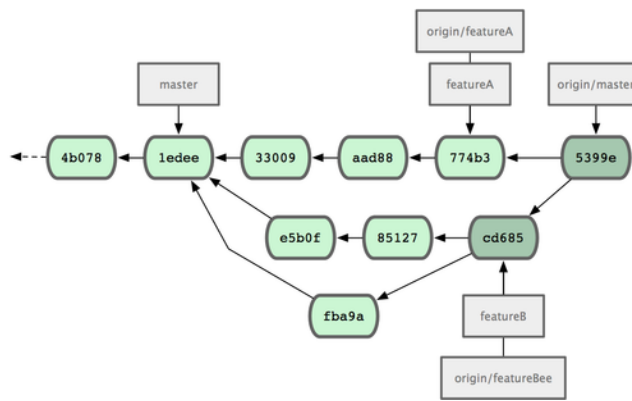 origin/featureA
master
featureA
origin/master
4b078
1edee
33009
aad88
774b3
5399e
e5b0f
85127
cd685
fba9a
featureB
origin/featureBee